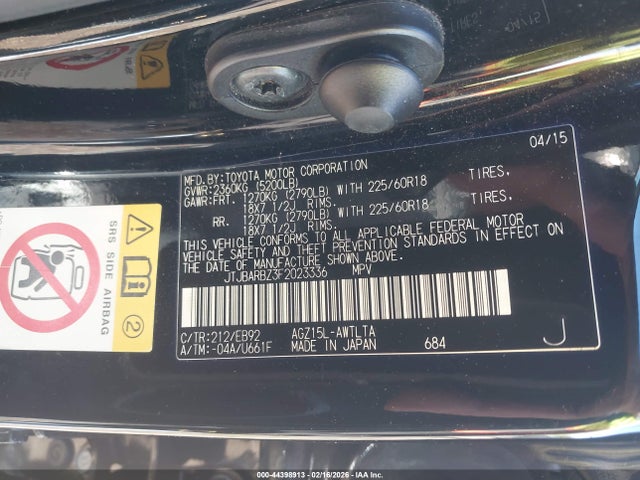 TIRES.
04/15
04/15
MFD.BY:TOYOTA MOTOR CORPORATION
GVWR:2360KG (5200LB)
GAWR:FRT. 1270KG (2790LB) WITH 225/60R18 TIRES,
18X7 1/2J RIMS.
RR. 1270KG (2790LB) WITH 225/60R18 TIRES,
18X7 1/2J RIMS.
THIS VEHICLE CONFORMS TO ALL APPLICABLE FEDERAL MOTOR
VEHICLE SAFETY AND THEFT PREVENTION STANDARDS IN EFFECT ON
THE DATE OF MANUFACTURE SHOWN ABOVE.
JTJBARBZ3F2023336 MPV
C/TR:212/EB92 AGZ15L-AWTLTA
A/TM:-04A/U661F MADE IN JAPAN 684 J
SRS SIDE AIRBAG
2
000-44398913 - 02/16/2026 - IAAI Inc.